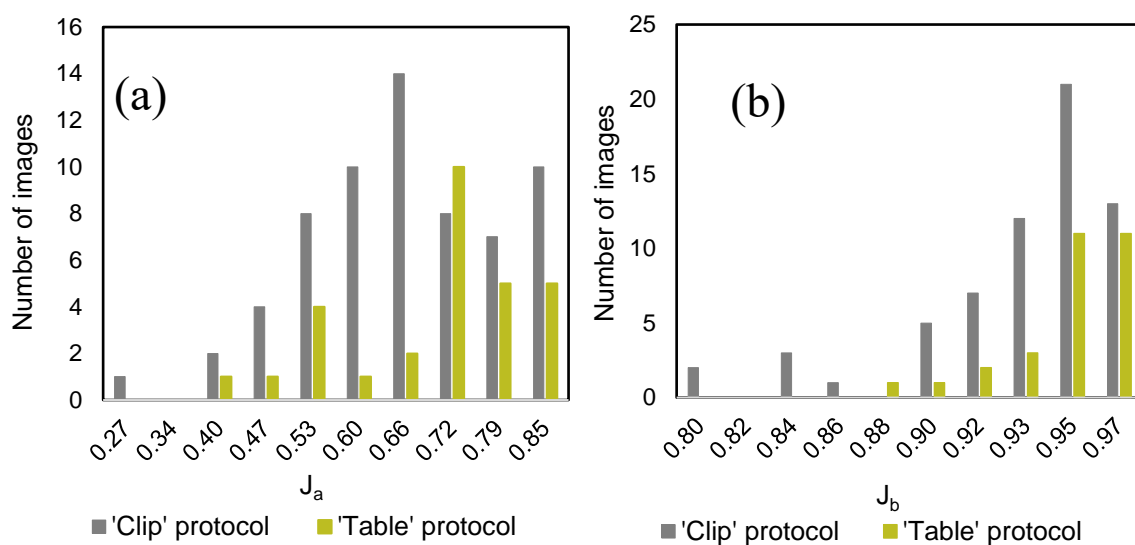 (a)
Number of images
16
14
12
10
8
6
4
2
0
0.27 0.34 0.40 0.47 0.53 0.60 0.66 0.72 0.79 0.85
J_a
'Clip' protocol 'Table' protocol
(b)
Number of images
25
20
15
10
5
0
0.80 0.82 0.84 0.86 0.88 0.90 0.92 0.93 0.95 0.97
J_b
'Clip' protocol 'Table' protocol